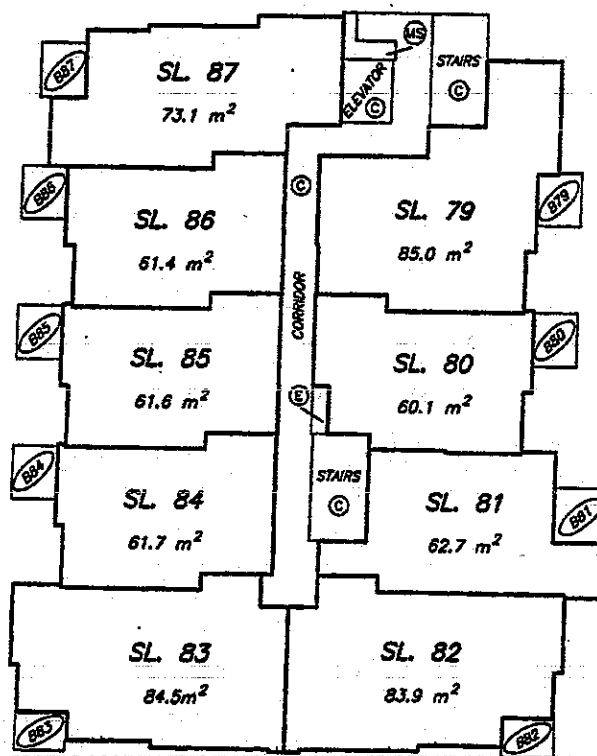 B87
SL. 87
73.1 m²
MS
ELEVATOR
C
STAIRS
C
B86
SL. 86
61.4 m²
C
CORRIDOR
SL. 79
85.0 m²
B79
B85
SL. 85
61.6 m²
E
SL. 80
60.1 m²
B80
B84
SL. 84
61.7 m²
STAIRS
C
SL. 81
62.7 m²
B81
SL. 83
84.5m²
B83
SL. 82
83.9 m²
B82